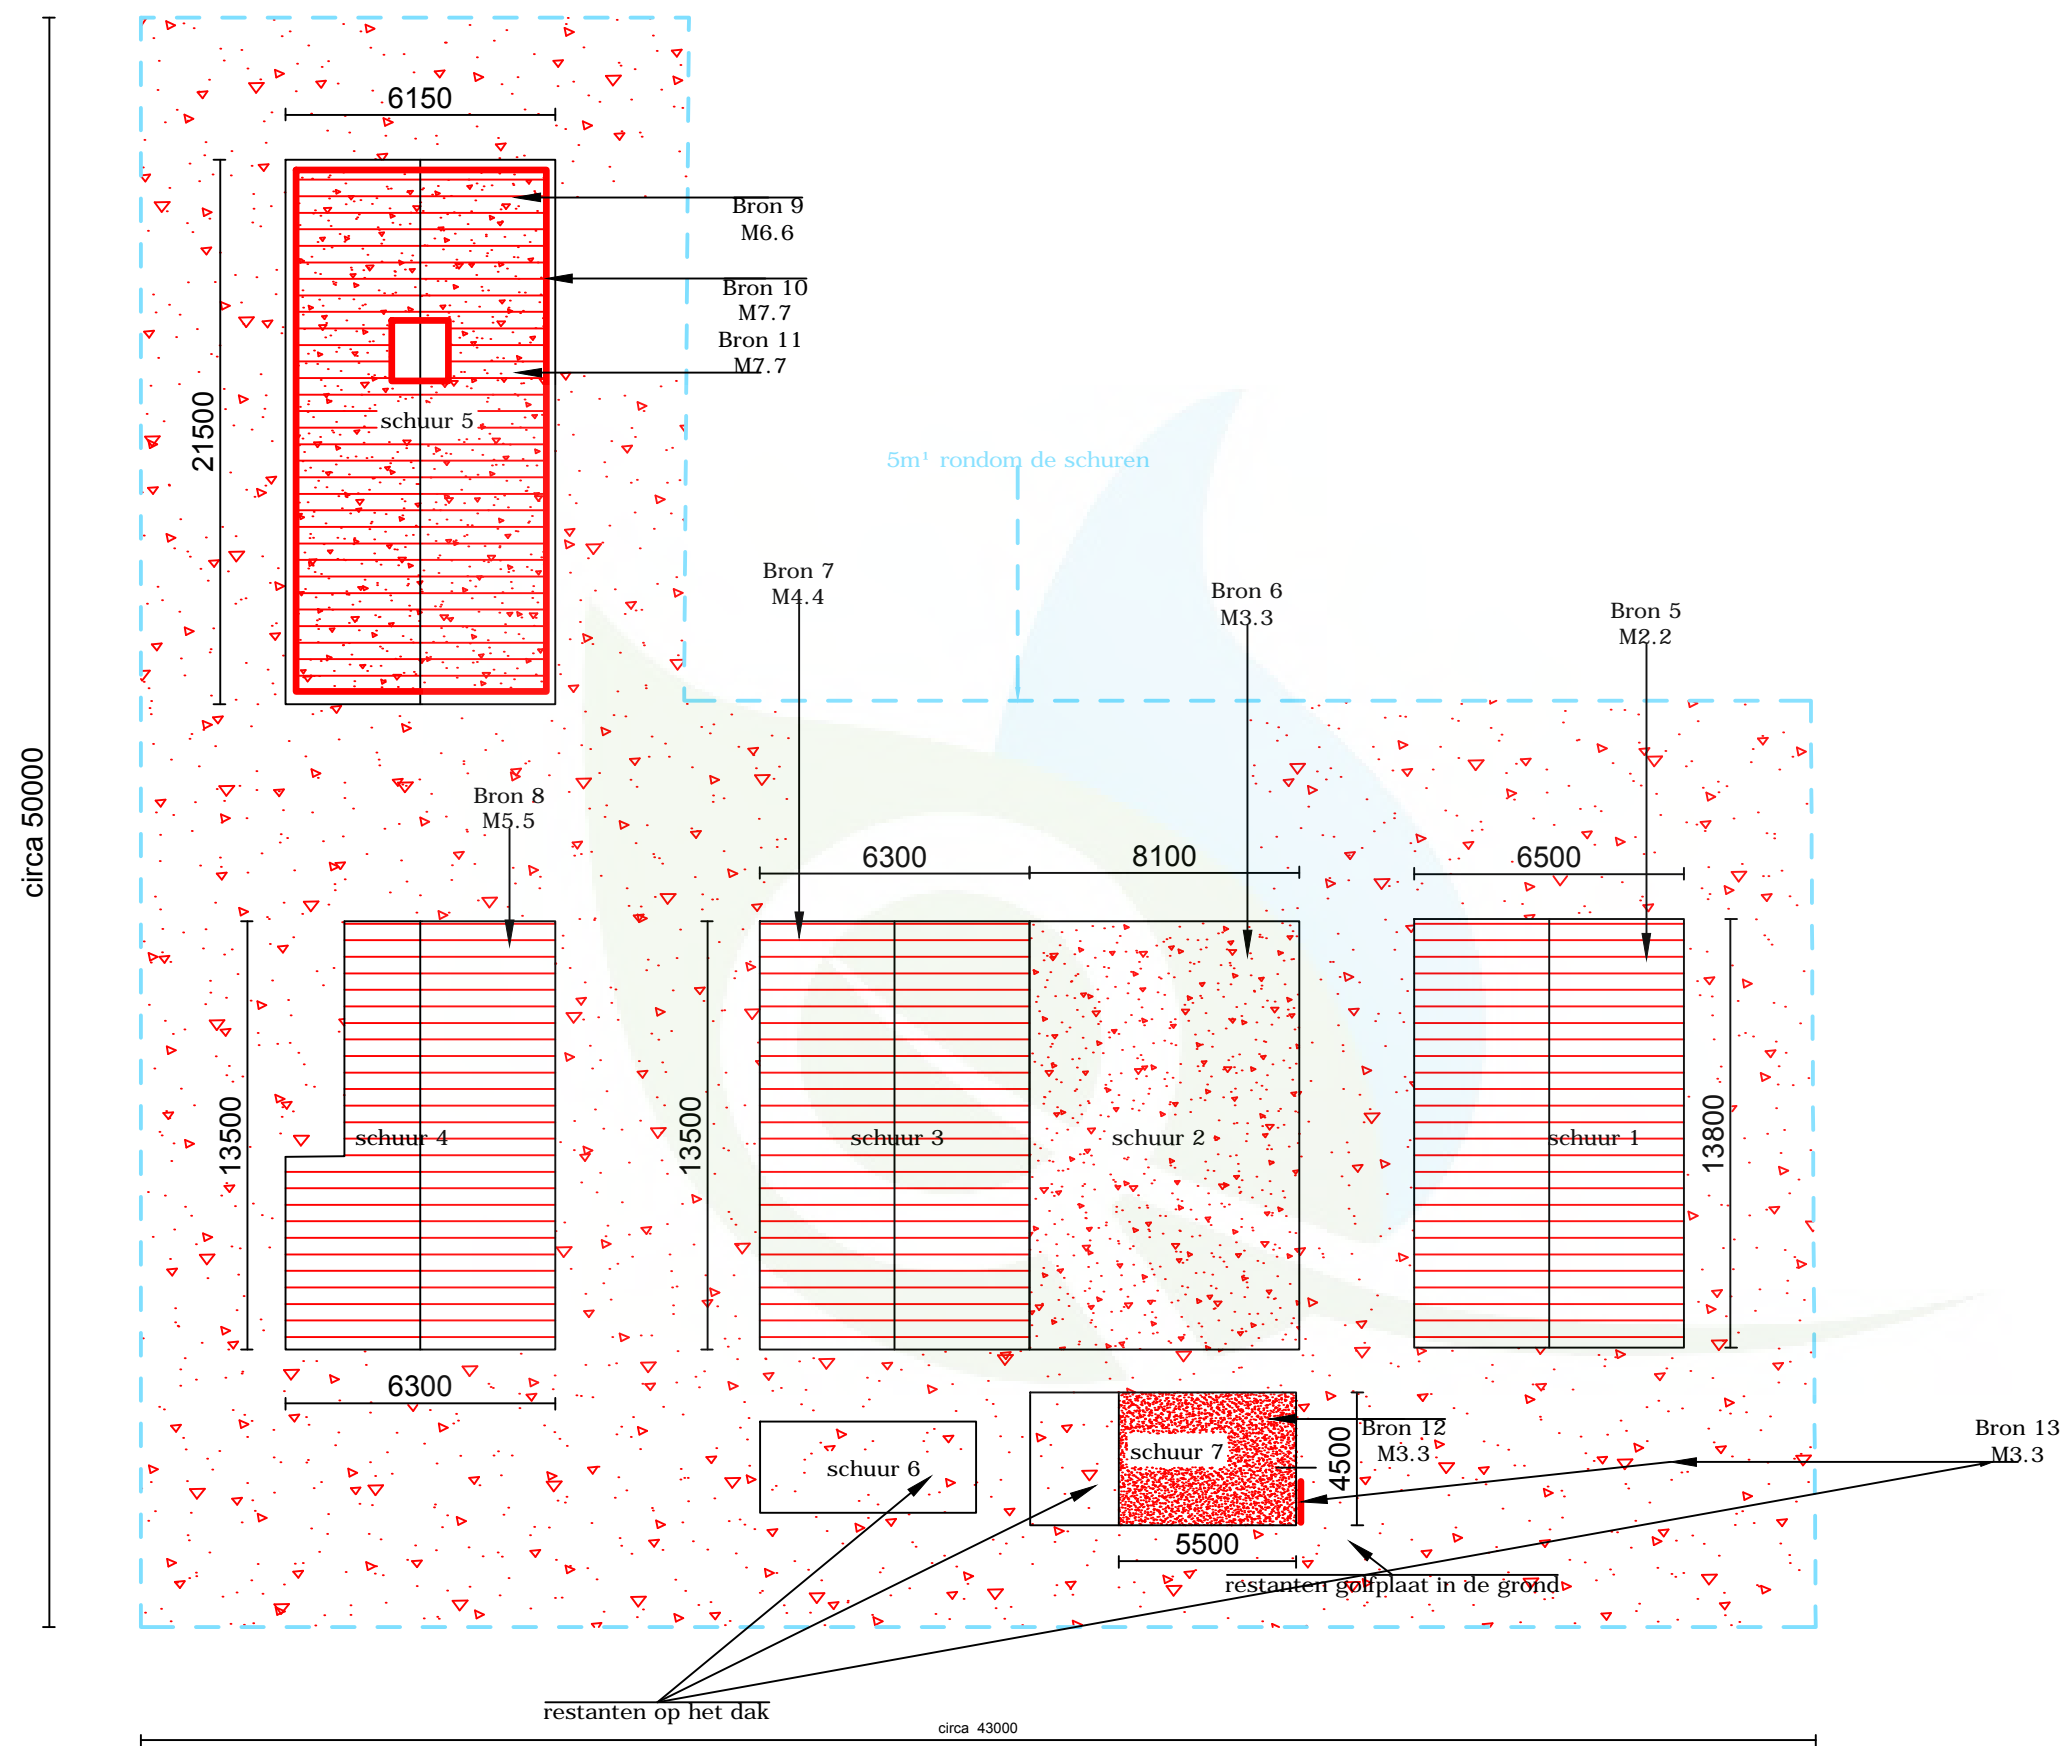 6150
Bron 9
M6.6
Bron 10
M7.7
Bron 11
M7.7
21500
schuur 5
5m¹ rondom de schuren
Bron 7
M4.4
Bron 6
M3.3
Bron 5
M2.2
circa 50000
Bron 8
M5.5
6300
8100
6500
13500
schuur 4
13500
schuur 3
schuur 2
schuur 1
13800
6300
schuur 6
schuur 7
4500
Bron 12
M3.3
Bron 13
M3.3
5500
restanten golfplaat in de grond
restanten op het dak
circa 43000